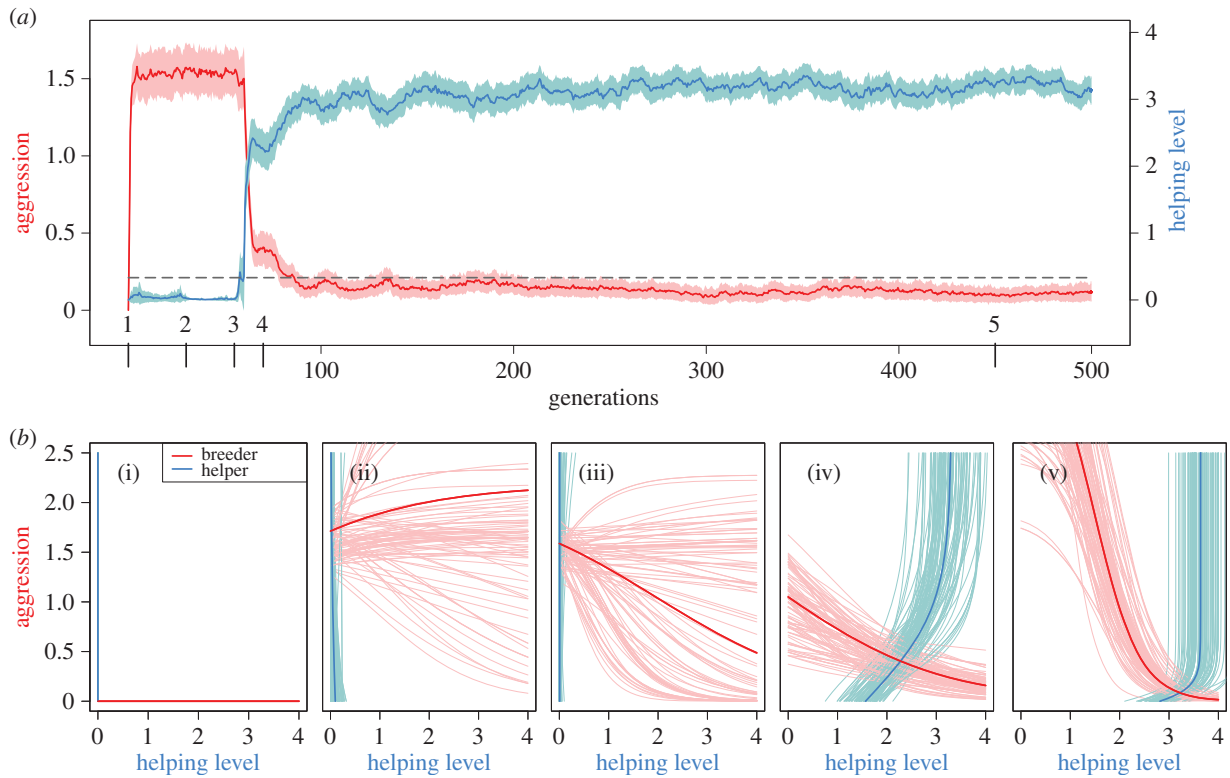 (a)
4
1.5
3
1.0
2
aggression
helping level
0.5
1
0
0
1 2 3 4 5
100 200 300 400 500
generations
(b)
2.5
breeder
helper
(i) (ii) (iii) (iv) (v)
2.0
1.5
aggression
1.0
0.5
0
0 1 2 3 4 0 1 2 3 4 0 1 2 3 4 0 1 2 3 4 0 1 2 3 4
helping level helping level helping level helping level helping level